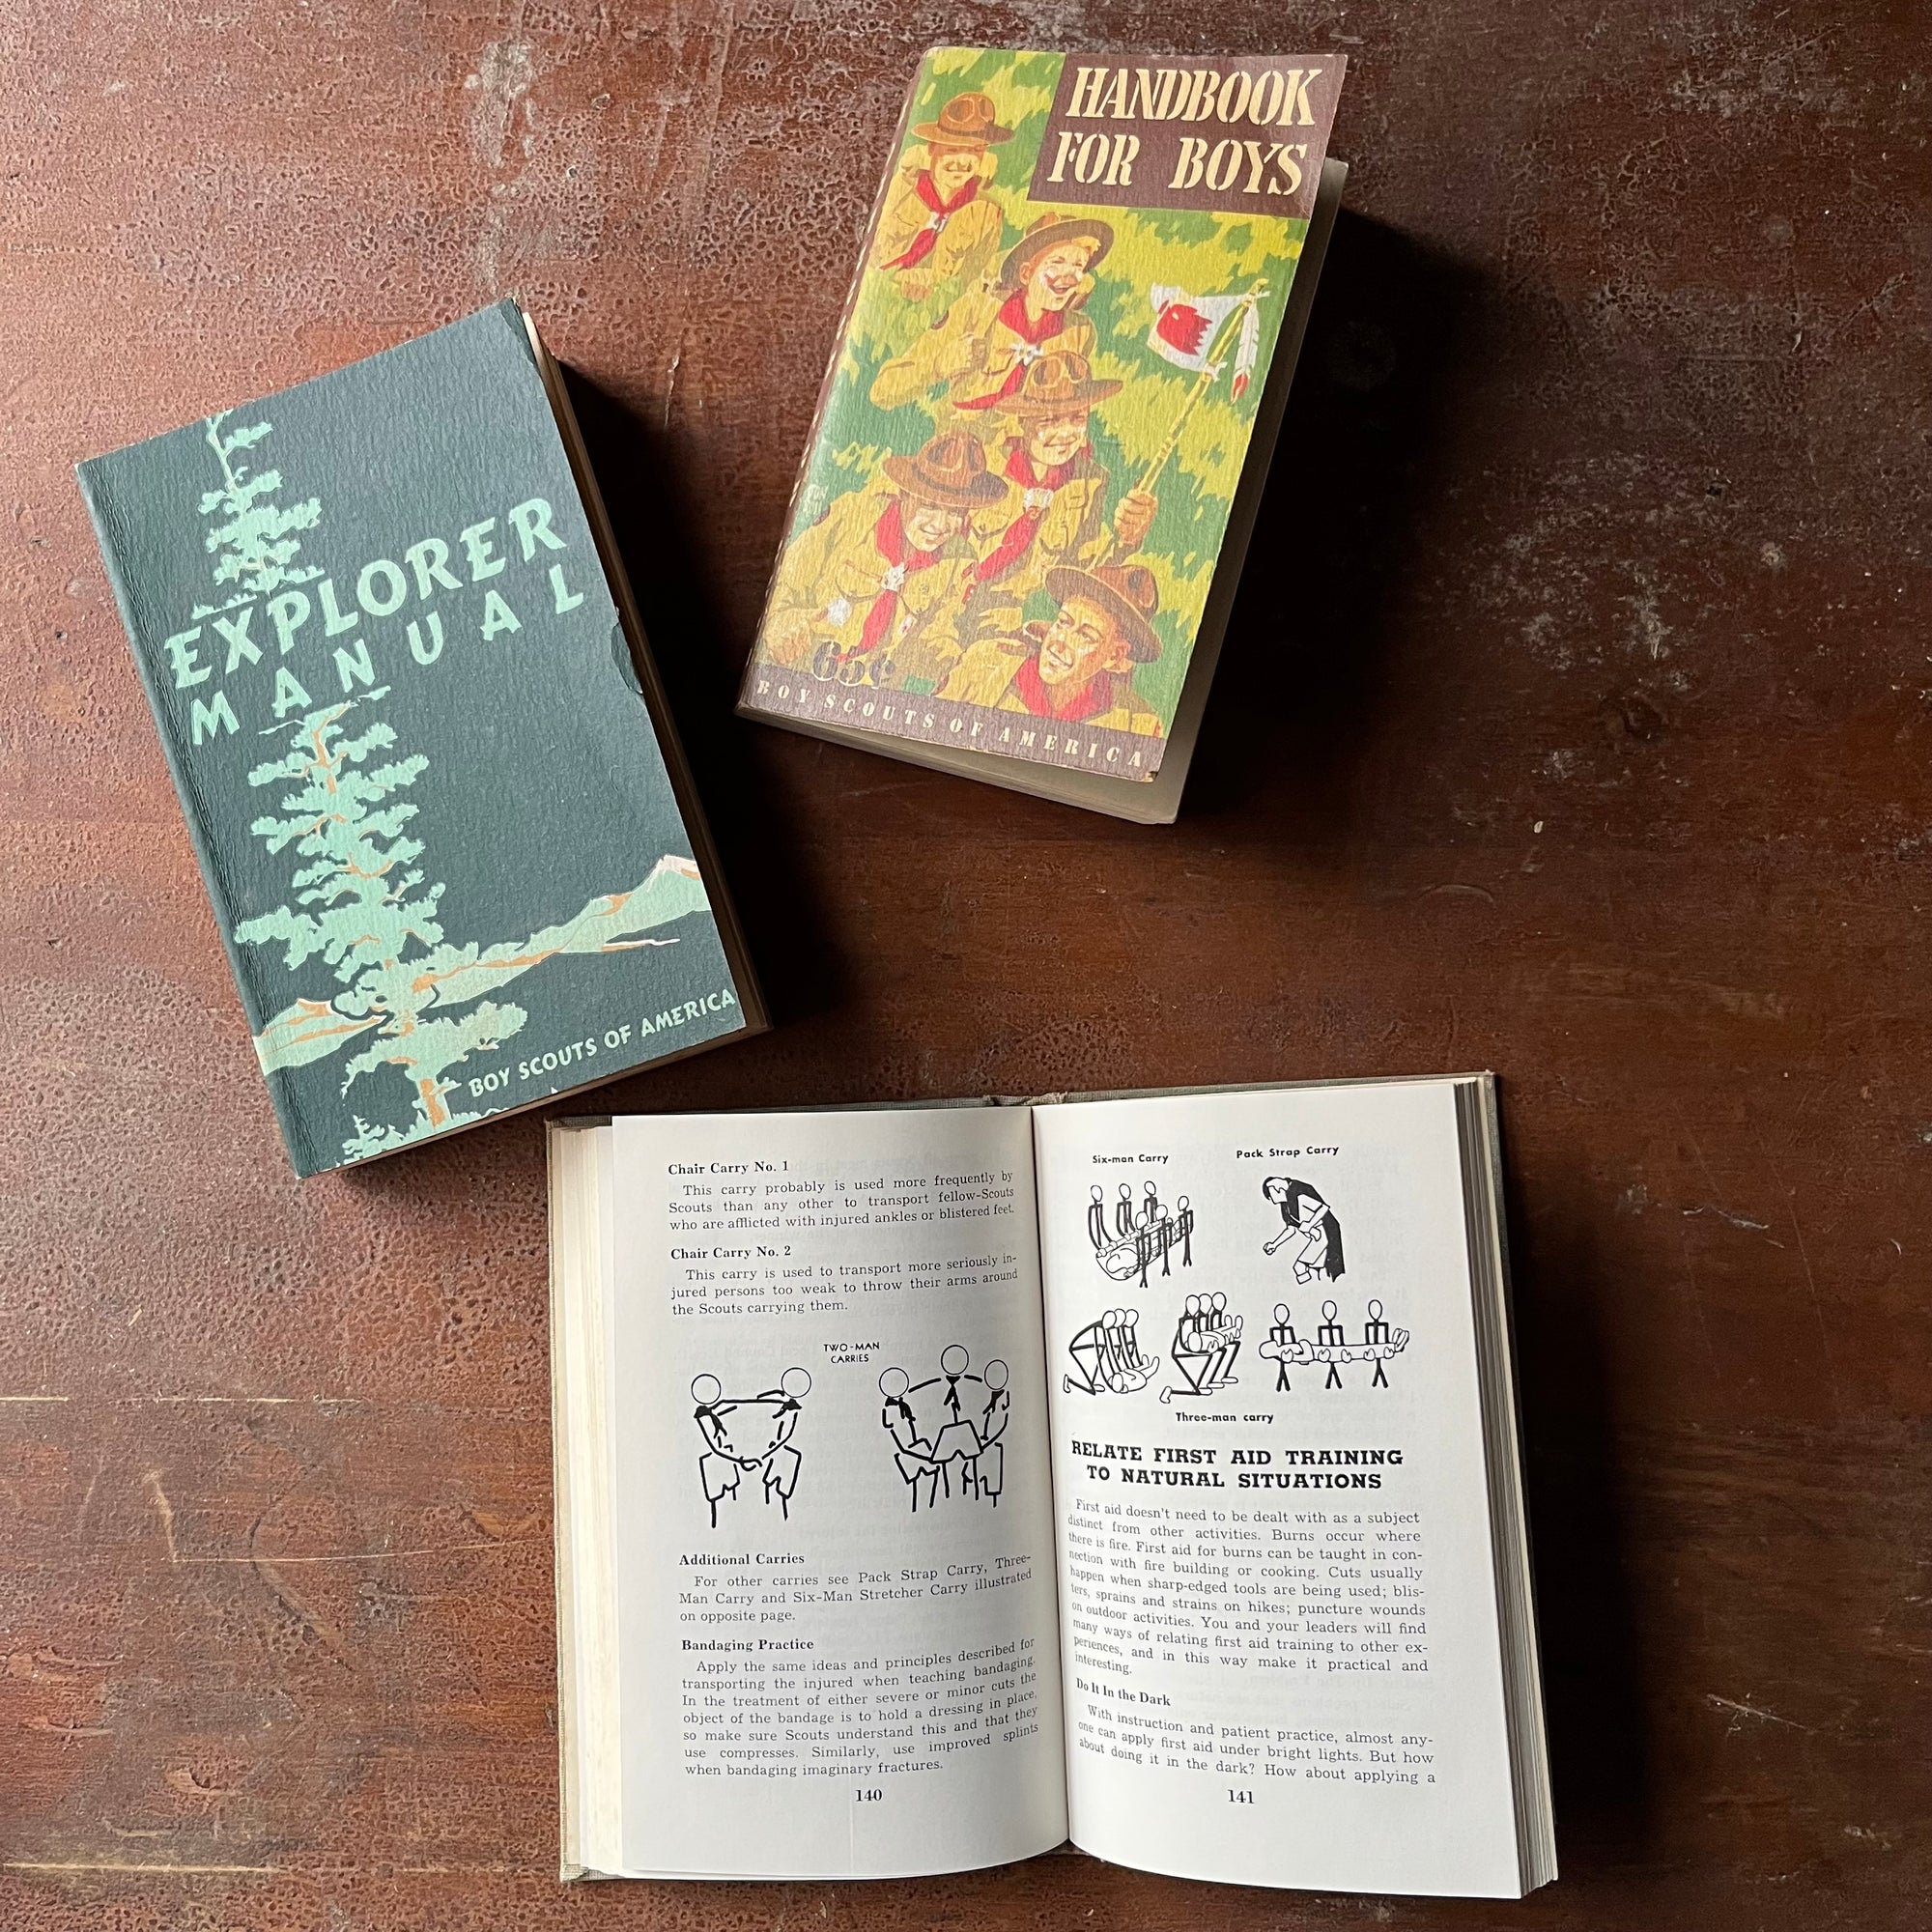 HANDBOOK
FOR BOYS
65¢
BOY SCOUTS OF AMERICA
EXPLORER
MANUAL
BOY SCOUTS OF AMERICA
Chair Carry No. 1
This carry probably is used more frequently by
Scouts than any other to transport fellow-Scouts
who are afflicted with injured ankles or blistered feet.
Chair Carry No. 2
This carry is used to transport more seriously in-
jured persons too weak to throw their arms around
the Scouts carrying them.
TWO-MAN
CARRIES
Additional Carries
For other carries see Pack Strap Carry, Three-
Man Carry and Six-Man Stretcher Carry illustrated
on opposite page.
Bandaging Practice
Apply the same ideas and principles described for
transporting the injured when teaching bandaging.
In the treatment of either severe or minor cuts the
object of the bandage is to hold a dressing in place,
so make sure Scouts understand this and that they
use compresses. Similarly, use improved splints
when bandaging imaginary fractures.
140
Six-man Carry
Pack Strap Carry
Three-man carry
RELATE FIRST AID TRAINING
TO NATURAL SITUATIONS
First aid doesn't need to be dealt with as a subject
distinct from other activities. Burns occur where
there is fire. First aid for burns can be taught in con-
nection with fire building or cooking. Cuts usually
happen when sharp-edged tools are being used; blis-
ters, sprains and strains on hikes; puncture wounds
on outdoor activities. You and your leaders will find
many ways of relating first aid training to other ex-
periences, and in this way make it practical and
interesting.
Do It In the Dark
With instruction and patient practice, almost any-
one can apply first aid under bright lights. But how
about doing it in the dark? How about applying a
141